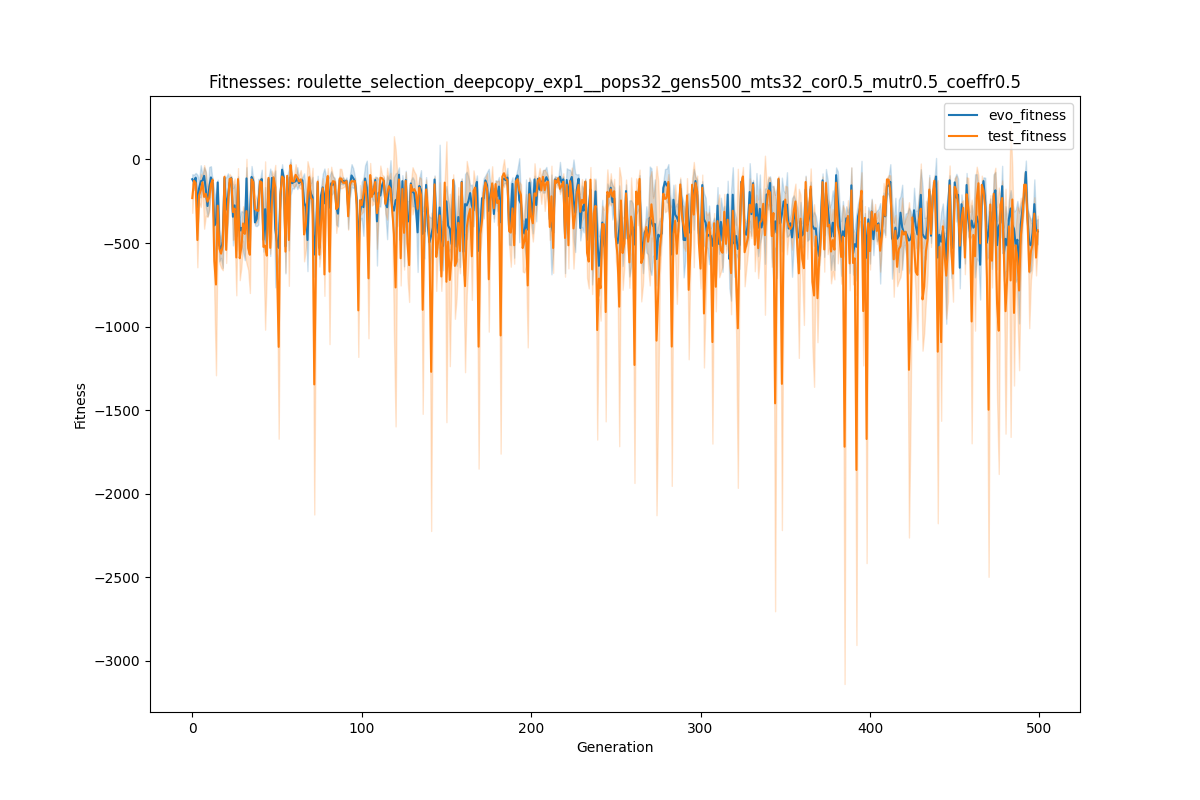 Fitnesses: roulette_selection_deepcopy_exp1__pops32_gens500_mts32_cor0.5_mutr0.5_coeffr0.5
evo_fitness
test_fitness
0
−500
−1000
−1500
−2000
−2500
−3000
Fitness
0
100
200
300
400
500
Generation